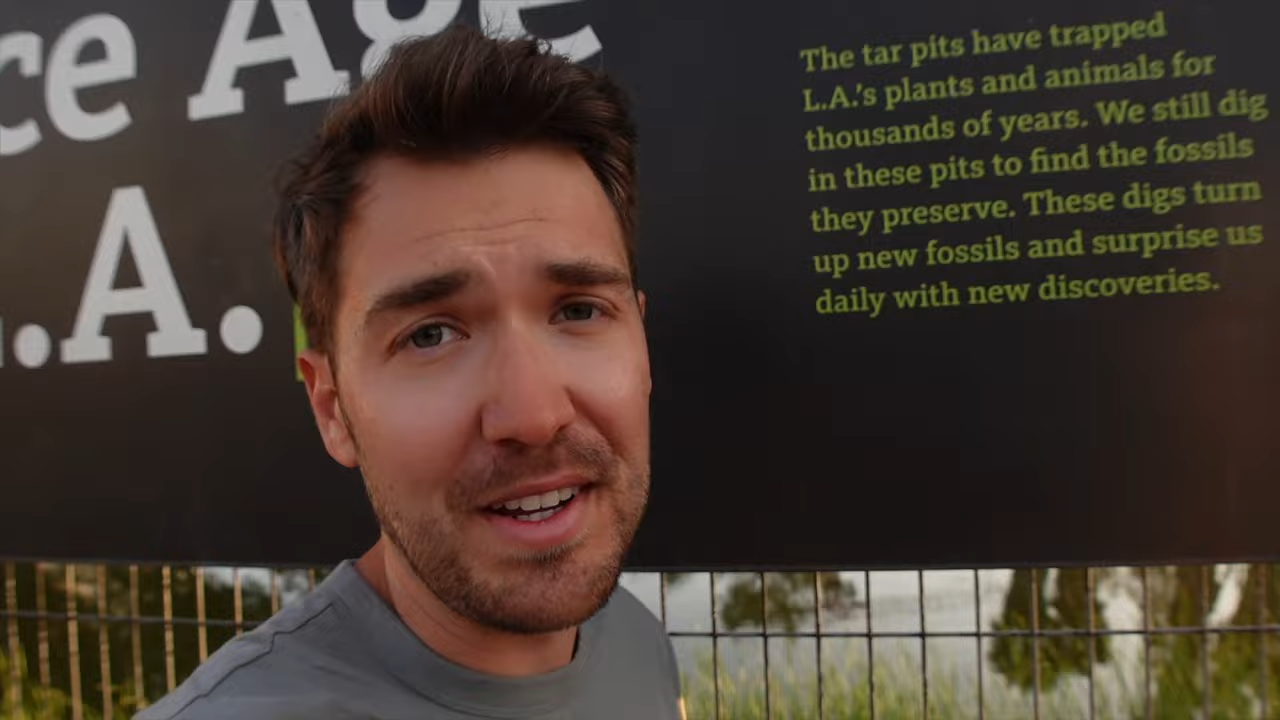 ce Age
.A.
The tar pits have trapped
L.A.'s plants and animals for
thousands of years. We still dig
in these pits to find the fossils
they preserve. These digs turn
up new fossils and surprise us
daily with new discoveries.